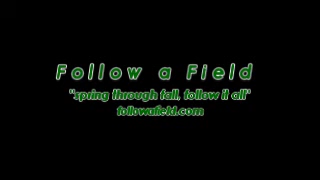 Follow a Field
"spring through fall, follow it all"
followafield.com